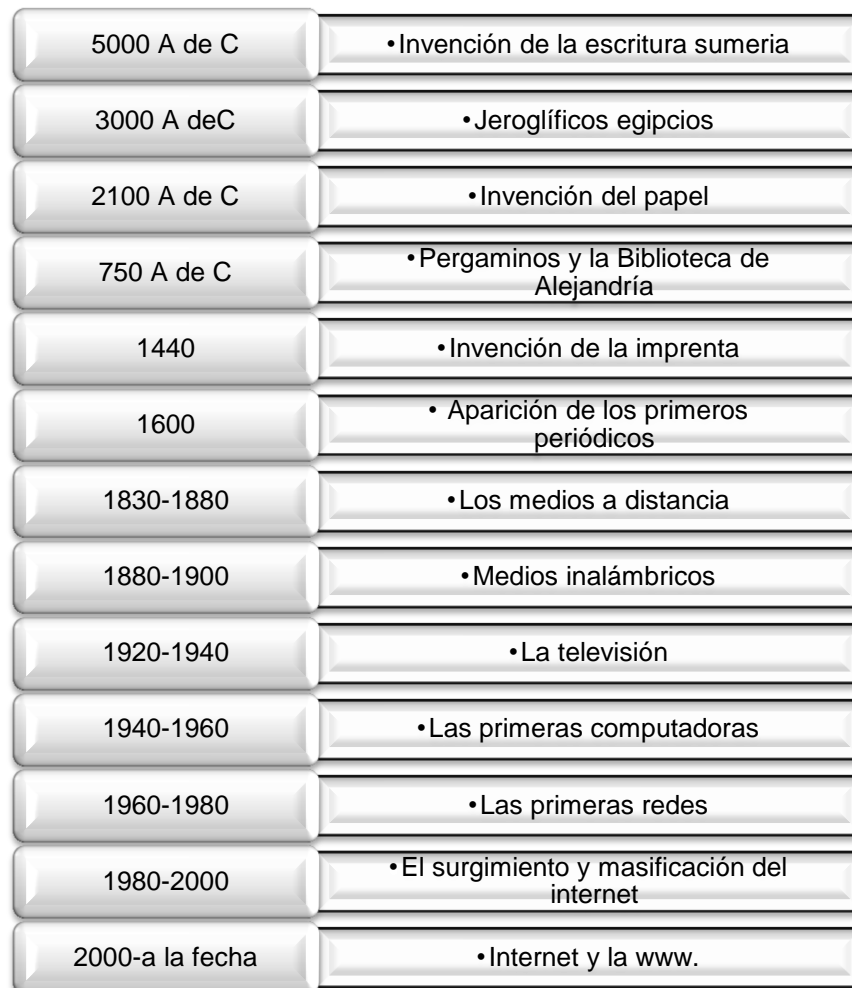 5000 A de C
•Invención de la escritura sumeria
3000 A deC
•Jeroglíficos egipcios
2100 A de C
•Invención del papel
750 A de C
•Pergaminos y la Biblioteca de
Alejandría
1440
•Invención de la imprenta
1600
• Aparición de los primeros
periódicos
1830-1880
•Los medios a distancia
1880-1900
•Medios inalámbricos
1920-1940
•La televisión
1940-1960
•Las primeras computadoras
1960-1980
•Las primeras redes
1980-2000
•El surgimiento y masificación del
internet
2000-a la fecha
•Internet y la www.